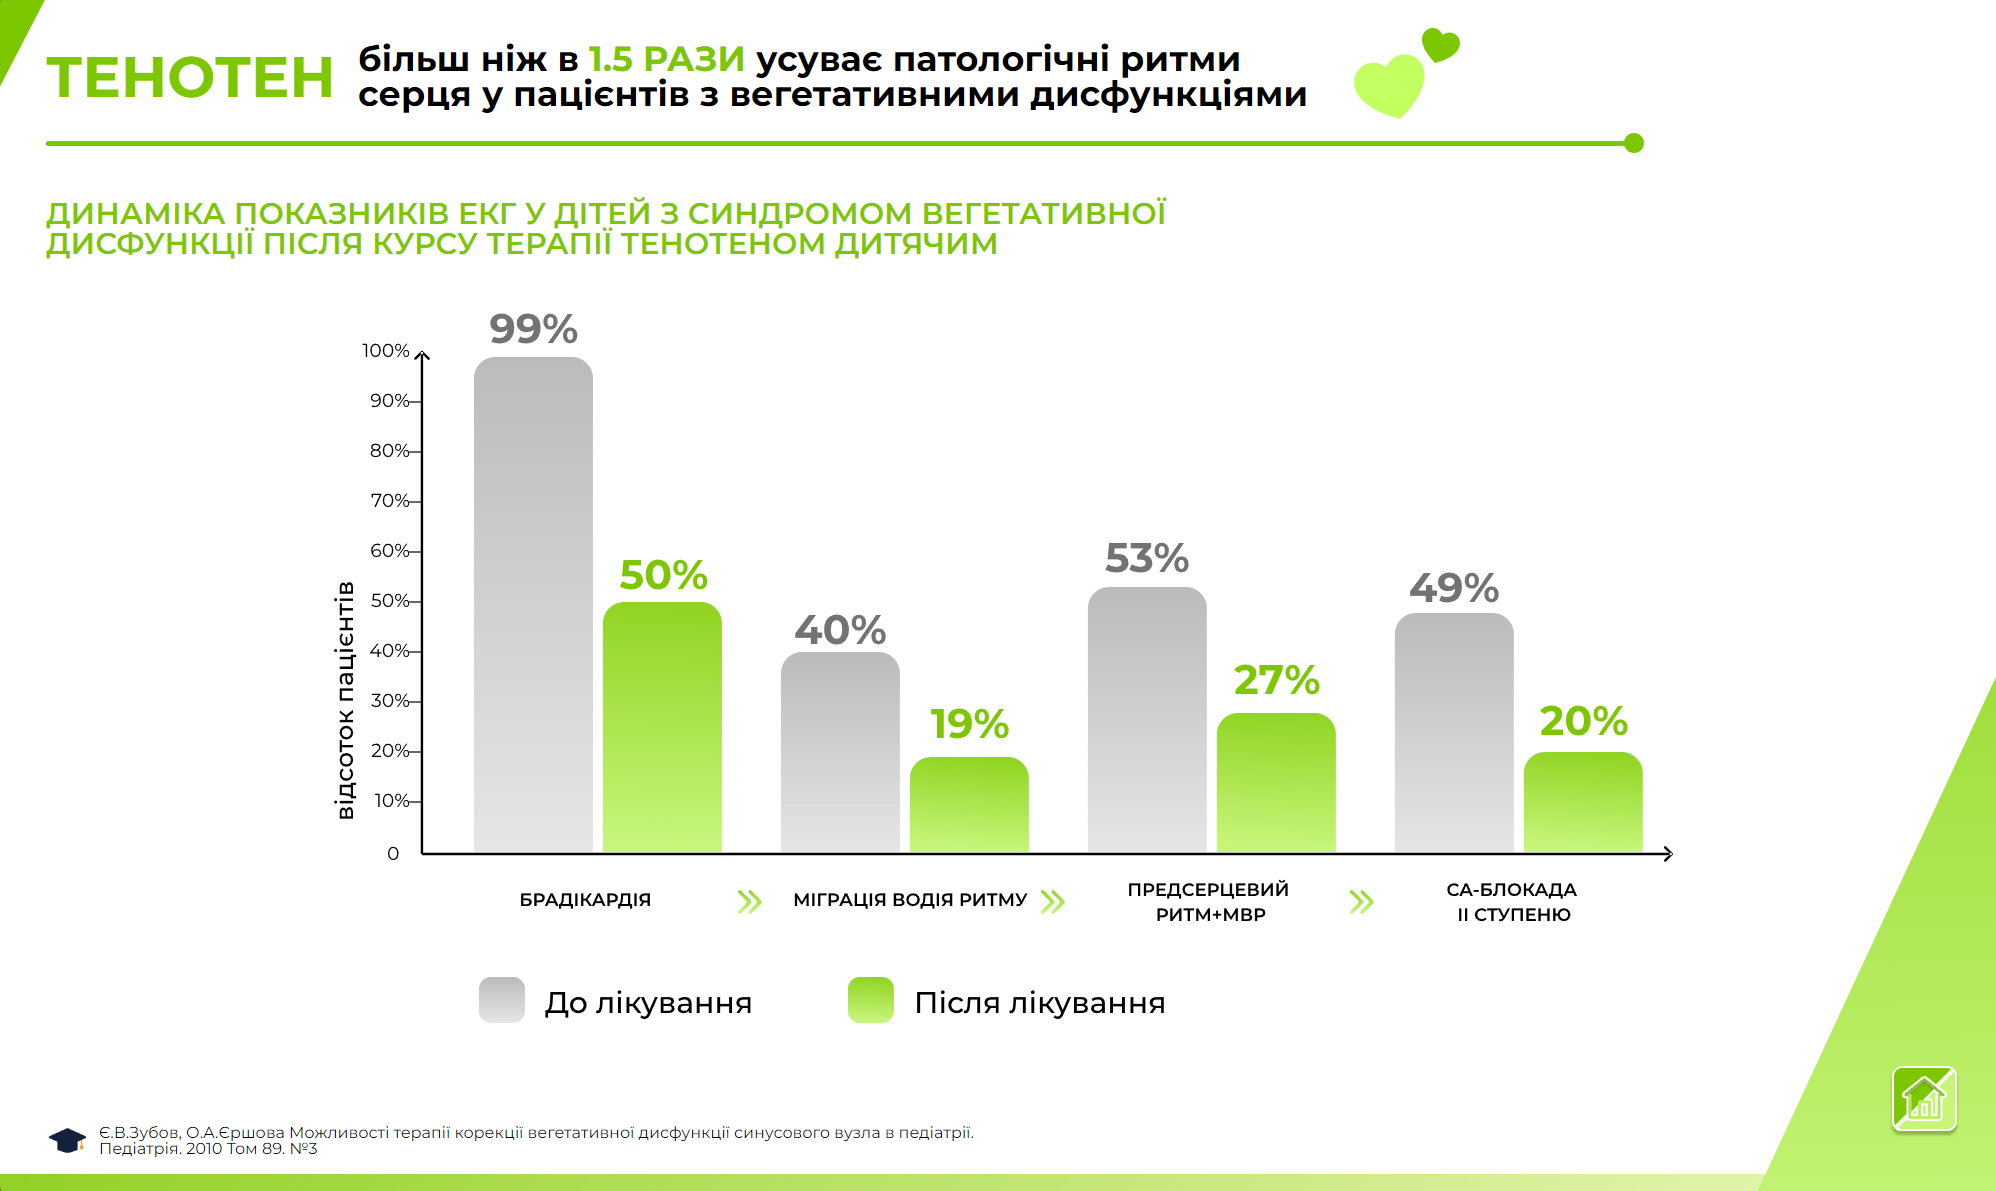 ТЕНОТЕН
більш ніж в 1.5 РАЗИ усуває патологічні ритми
серця у пацієнтів з вегетативними дисфункціями
ДИНАМІКА ПОКАЗНИКІВ ЕКГ У ДІТЕЙ З СИНДРОМОМ ВЕГЕТАТИВНОЇ
ДИСФУНКЦІЇ ПІСЛЯ КУРСУ ТЕРАПІЇ ТЕНОТЕНОМ ДИТЯЧИМ
відсоток пацієнтів
100%
90%
80%
70%
60%
50%
40%
30%
20%
10%
0
99%
50%
40%
19%
53%
27%
49%
20%
БРАДІКАРДІЯ
МІГРАЦІЯ ВОДІЯ РИТМУ
ПРЕДСЕРЦЕВИЙ
РИТМ+МВР
СА-БЛОКАДА
ІІ СТУПЕНЮ
До лікування
Після лікування
Є.В.Зубов, О.А.Єршова Можливості терапії корекції вегетативної дисфункції синусового вузла в педіатрії.
Педіатрія. 2010 Том 89. №3